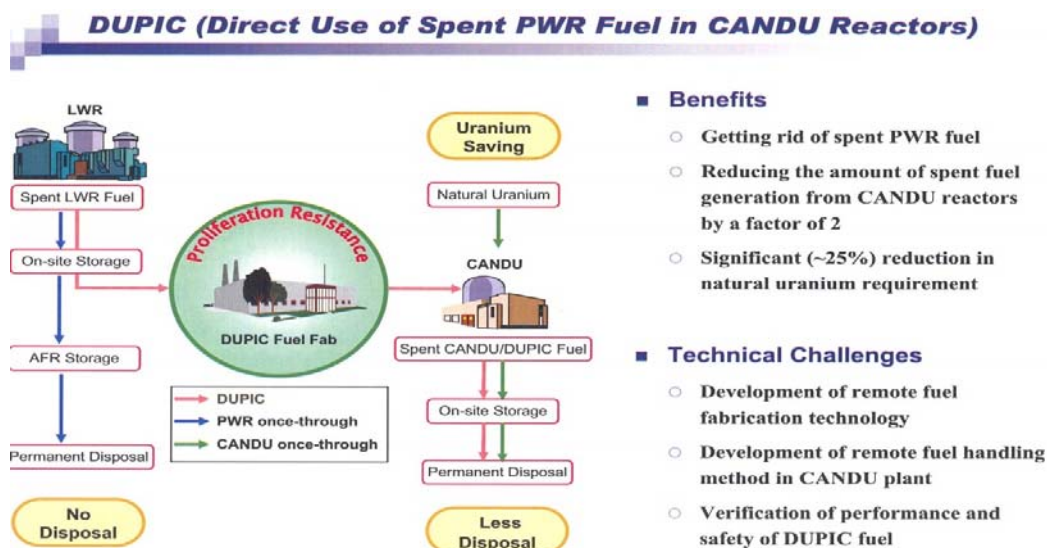 DUPIC (Direct Use of Spent PWR Fuel in CANDU Reactors)
LWR
Spent LWR Fuel
On-site Storage
AFR Storage
Permanent Disposal
No
Disposal
Proliferation Resistance
DUPIC Fuel Fab
DUPIC
PWR once-through
CANDU once-through
Uranium
Saving
Natural Uranium
CANDU
Spent CANDU/DUPIC Fuel
On-site Storage
Permanent Disposal
Less
Disposal
Benefits
Getting rid of spent PWR fuel
Reducing the amount of spent fuel
generation from CANDU reactors
by a factor of 2
Significant (~25%) reduction in
natural uranium requirement
Technical Challenges
Development of remote fuel
fabrication technology
Development of remote fuel handling
method in CANDU plant
Verification of performance and
safety of DUPIC fuel